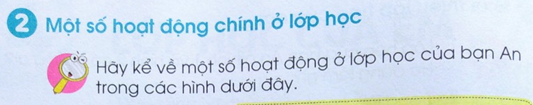 2 Một số hoạt động chính ở lớp học
Hãy kể về một số hoạt động ở lớp học của bạn An
trong các hình dưới đây.